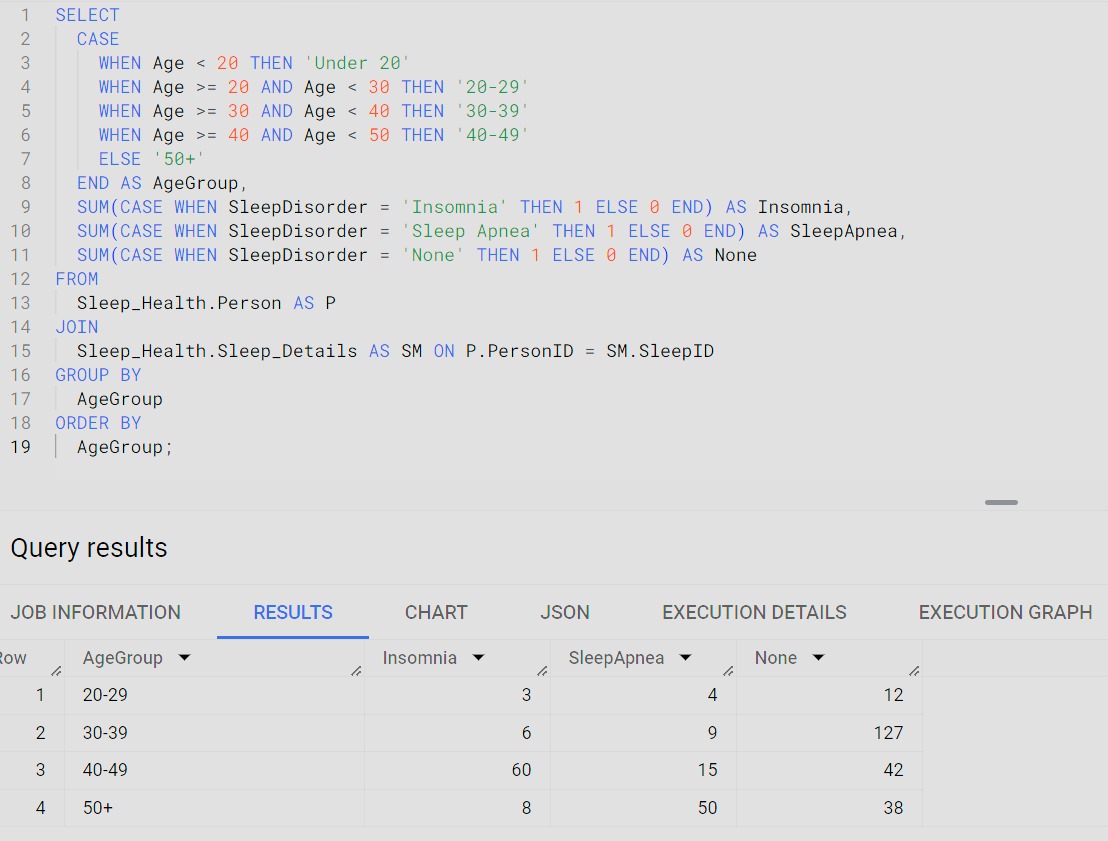 1 SELECT
2 CASE
3 WHEN Age < 20 THEN 'Under 20'
4 WHEN Age >= 20 AND Age < 30 THEN '20-29'
5 WHEN Age >= 30 AND Age < 40 THEN '30-39'
6 WHEN Age >= 40 AND Age < 50 THEN '40-49'
7 ELSE '50+'
8 END AS AgeGroup,
9 SUM(CASE WHEN SleepDisorder = 'Insomnia' THEN 1 ELSE 0 END) AS Insomnia,
10 SUM(CASE WHEN SleepDisorder = 'Sleep Apnea' THEN 1 ELSE 0 END) AS SleepApnea,
11 SUM(CASE WHEN SleepDisorder = 'None' THEN 1 ELSE 0 END) AS None
12 FROM
13 Sleep_Health.Person AS P
14 JOIN
15 Sleep_Health.Sleep_Details AS SM ON P.PersonID = SM.SleepID
16 GROUP BY
17 AgeGroup
18 ORDER BY
19 AgeGroup;
Query results
JOB INFORMATION RESULTS CHART JSON EXECUTION DETAILS EXECUTION GRAPH
Row AgeGroup Insomnia SleepApnea None
1 20-29 3 4 12
2 30-39 6 9 127
3 40-49 60 15 42
4 50+ 8 50 38